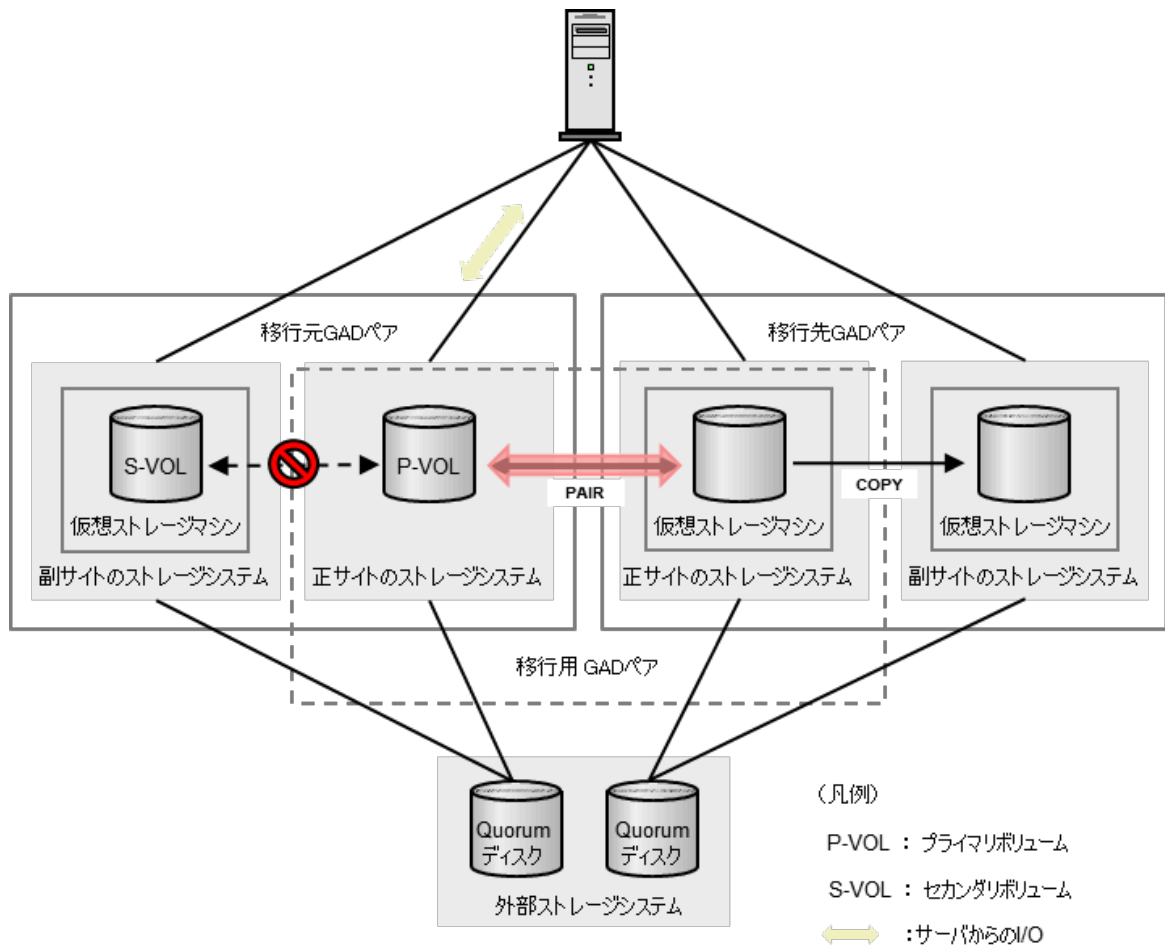 移行元GADペア
移行先GADペア
S-VOL
P-VOL
PAIR
COPY
仮想ストレージマシン
仮想ストレージマシン
仮想ストレージマシン
副サイトのストレージシステム
正サイトのストレージシステム
正サイトのストレージシステム
副サイトのストレージシステム
移行用 GADペア
Quorum
ディスク
Quorum
ディスク
外部ストレージシステム
(凡例)
P-VOL : プライマリボリューム
S-VOL : セカンダリボリューム
:サーバからのI/O